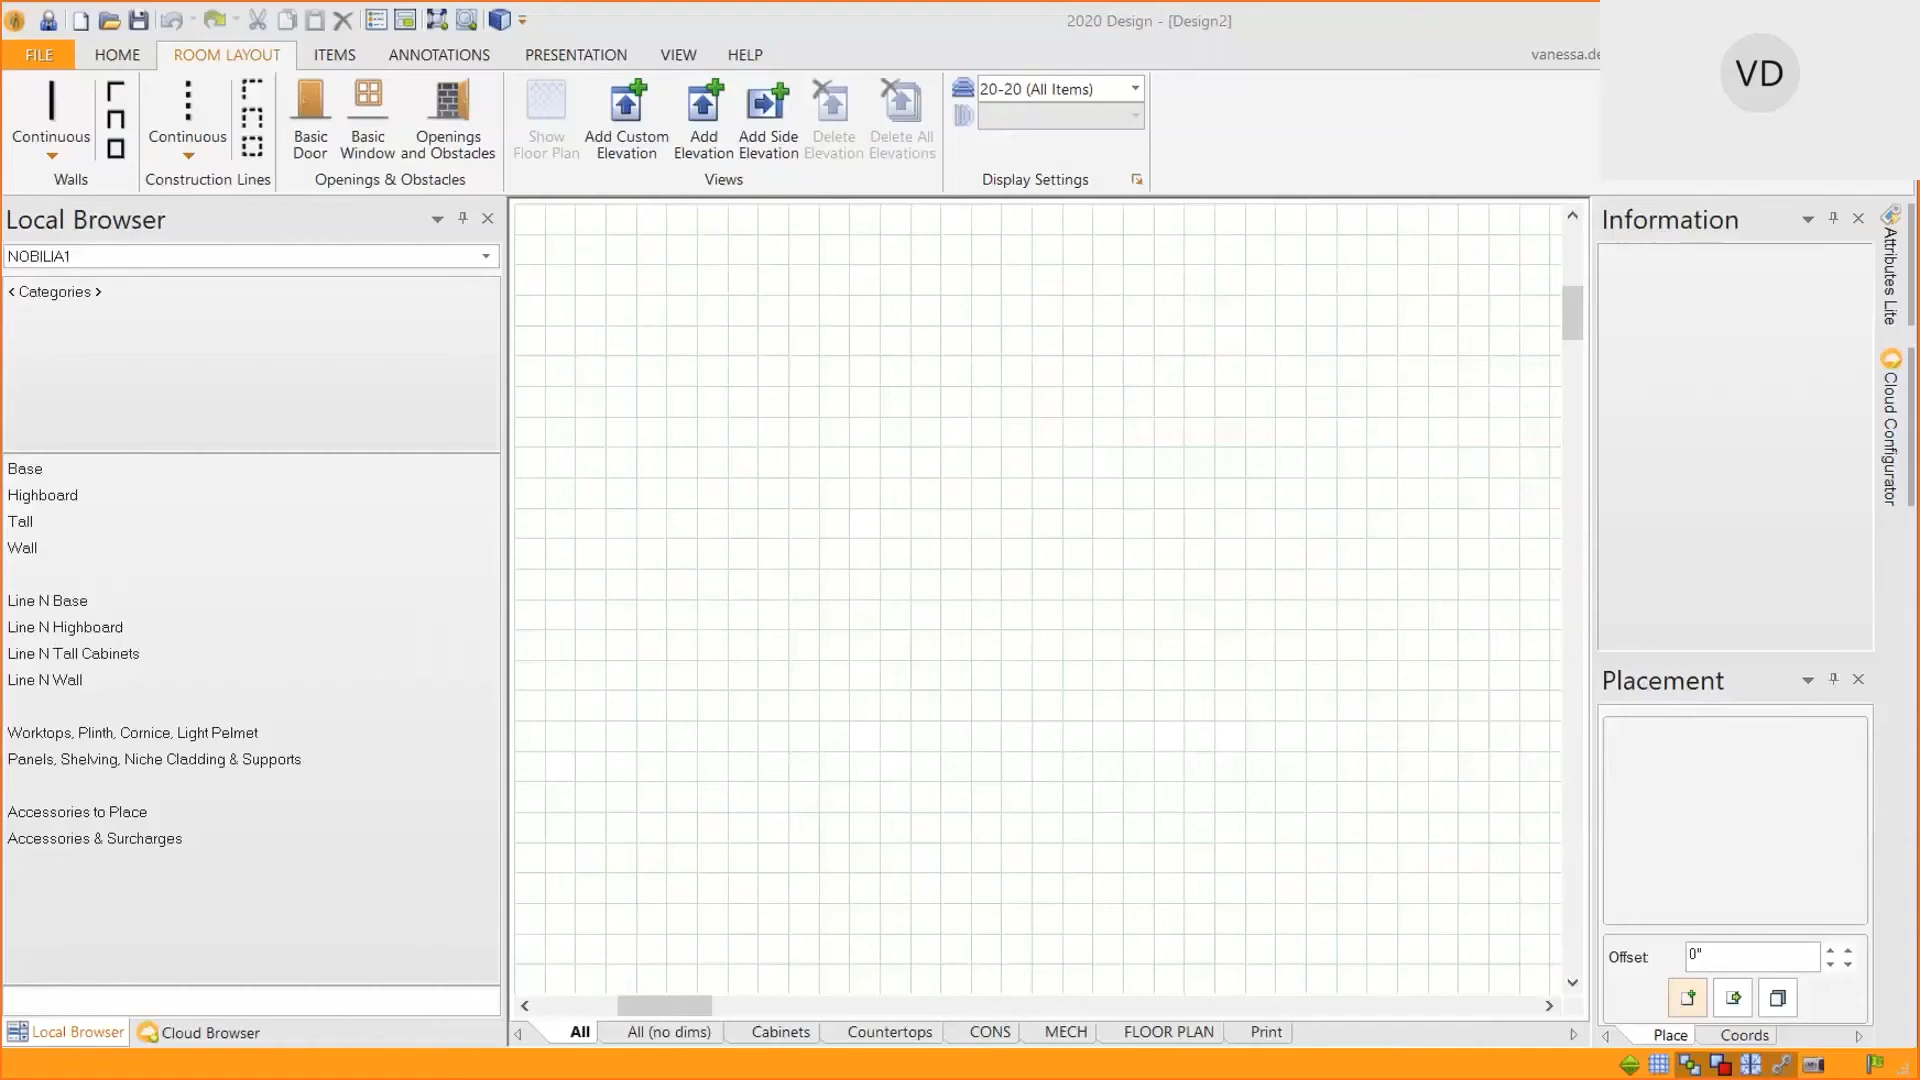 2020 Design - [Design2]
FILE HOME ROOM LAYOUT ITEMS ANNOTATIONS PRESENTATION VIEW HELP
vanessa.de
VD
Continuous
Walls
Continuous
Construction Lines
Basic Door
Basic Window
Openings and Obstacles
Openings & Obstacles
Show Floor Plan
Add Custom Elevation
Add Elevation
Add Side Elevation
Delete Elevation
Delete All Elevations
Views
20-20 (All Items)
Display Settings
Local Browser
NOBILIA1
< Categories >
Base
Highboard
Tall
Wall
Line N Base
Line N Highboard
Line N Tall Cabinets
Line N Wall
Worktops, Plinth, Cornice, Light Pelmet
Panels, Shelving, Niche Cladding & Supports
Accessories to Place
Accessories & Surcharges
Local Browser Cloud Browser
All All (no dims) Cabinets Countertops CONS MECH FLOOR PLAN Print
Information
Attributes Lite
Cloud Configurator
Placement
Offset: 0"
Place Coords